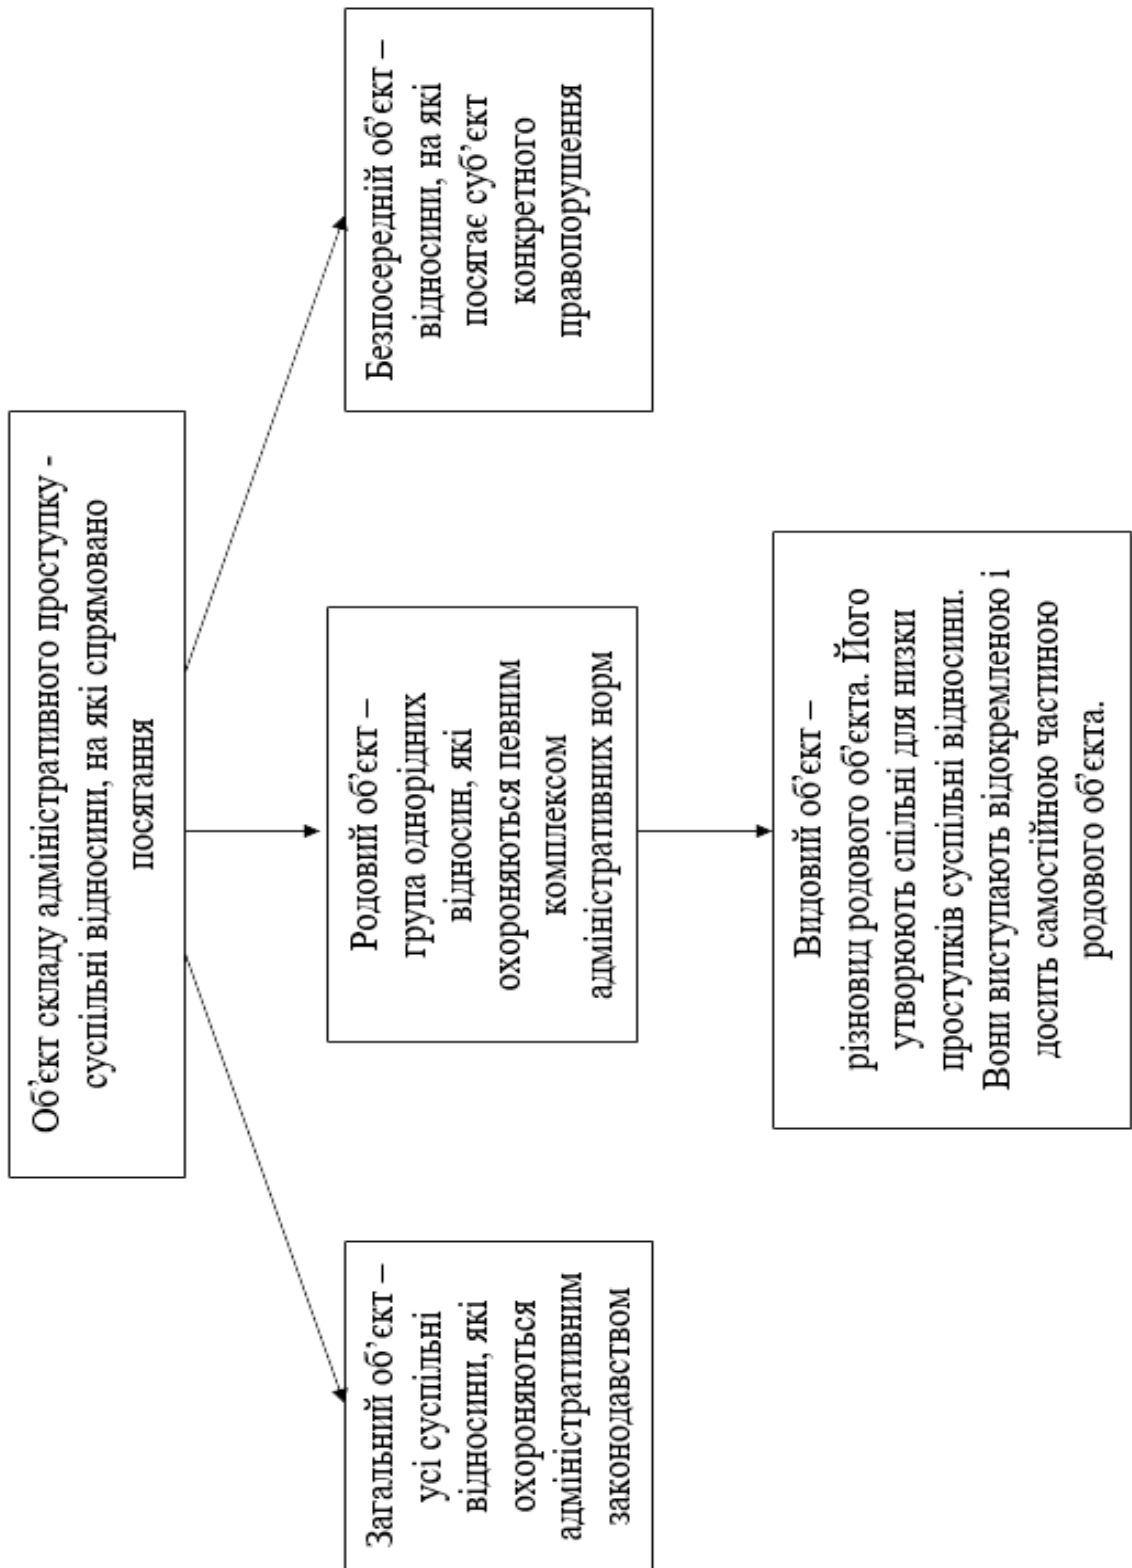 Об'єкт складу адміністративного проступку -
суспільні відносини, на які спрямовано
посягання
Загальний об'єкт –
усі суспільні
відносини, які
охороняються
адміністративним
законодавством
Родовий об'єкт –
група однорідних
відносин, які
охороняються певним
комплексом
адміністративних норм
Безпосередній об'єкт –
відносини, на які
посягає суб'єкт
конкретного
правопорушення
Видовий об'єкт –
різновид родового об'єкта. Його
утворюють спільні для низки
проступків суспільні відносини.
Вони виступають відокремленою і
досить самостійною частиною
родового об'єкта.